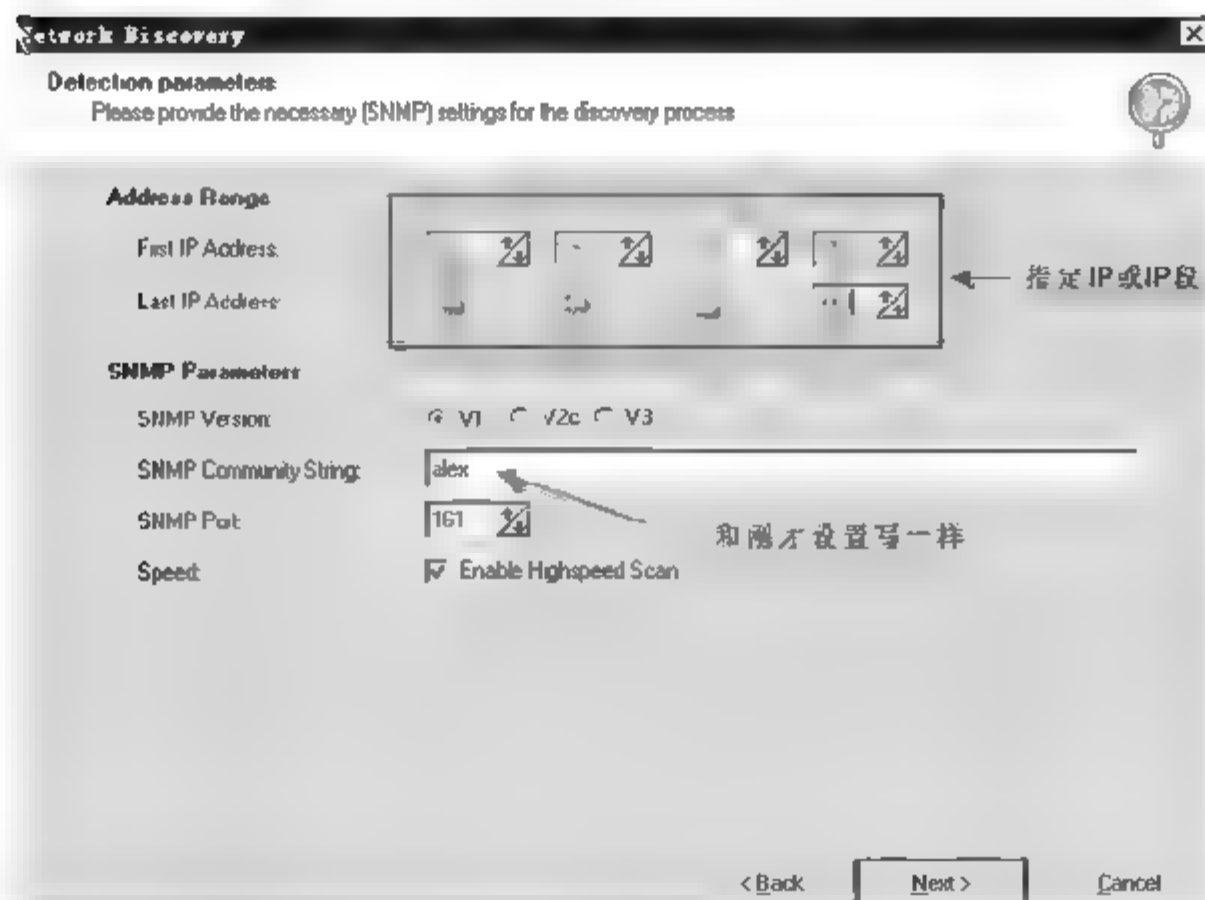 Network Discovery
Detection parameters
Please provide the necessary (SNMP) settings for the discovery process
Address Range
First IP Address:
Last IP Address:
指定IP或IP段
SNMP Parameters
SNMP Version: V1 V2c V3
SNMP Community String: alex
SNMP Port: 161
和刚才设置写一样
Speed: Enable Highspeed Scan
< Back Next > Cancel